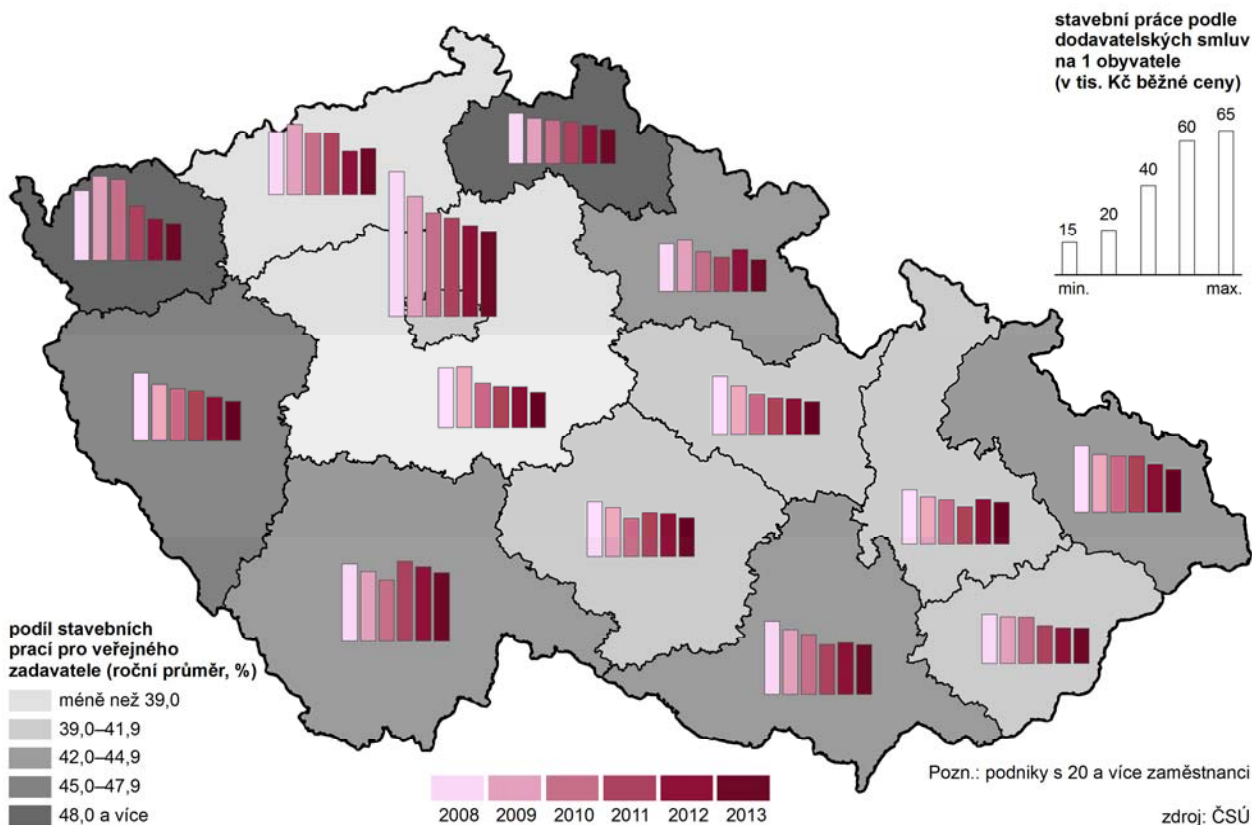 stavební práce podle
dodavatelských smluv
na 1 obyvatele
(v tis. Kč běžné ceny)
15 20 40 60 65
min. max.
podíl stavebních
prací pro veřejného
zadavatele (roční průměr, %)
méně než 39,0
39,0–41,9
42,0–44,9
45,0–47,9
48,0 a více
2008 2009 2010 2011 2012 2013
Pozn.: podniky s 20 a více zaměstnanci
zdroj: ČSÚ